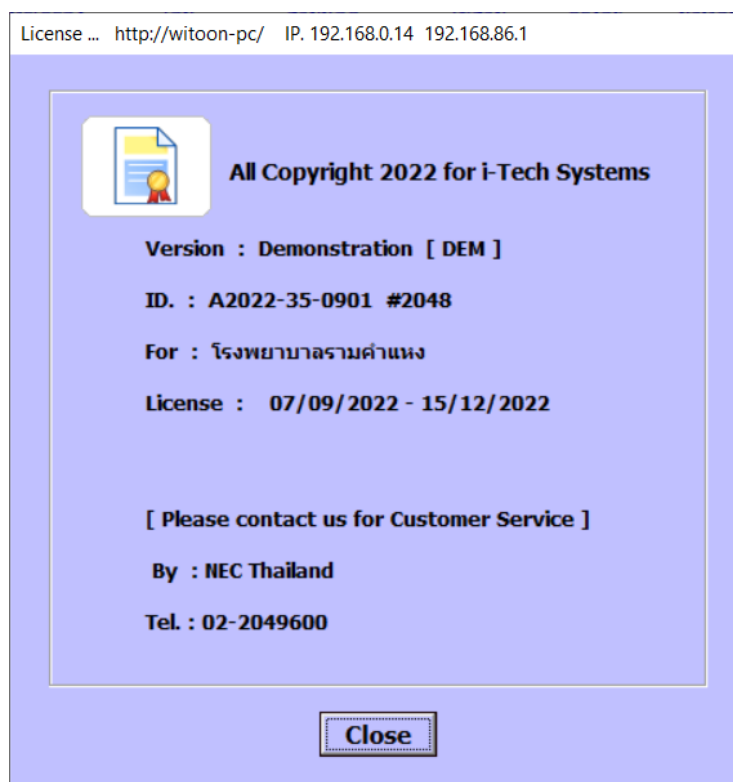 License ... http://witoon-pc/ IP. 192.168.0.14 192.168.86.1
All Copyright 2022 for i-Tech Systems
Version : Demonstration [ DEM ]
ID. : A2022-35-0901 #2048
For : โรงพยาบาลรามคำแหง
License : 07/09/2022 - 15/12/2022
[ Please contact us for Customer Service ]
By : NEC Thailand
Tel. : 02-2049600
Close